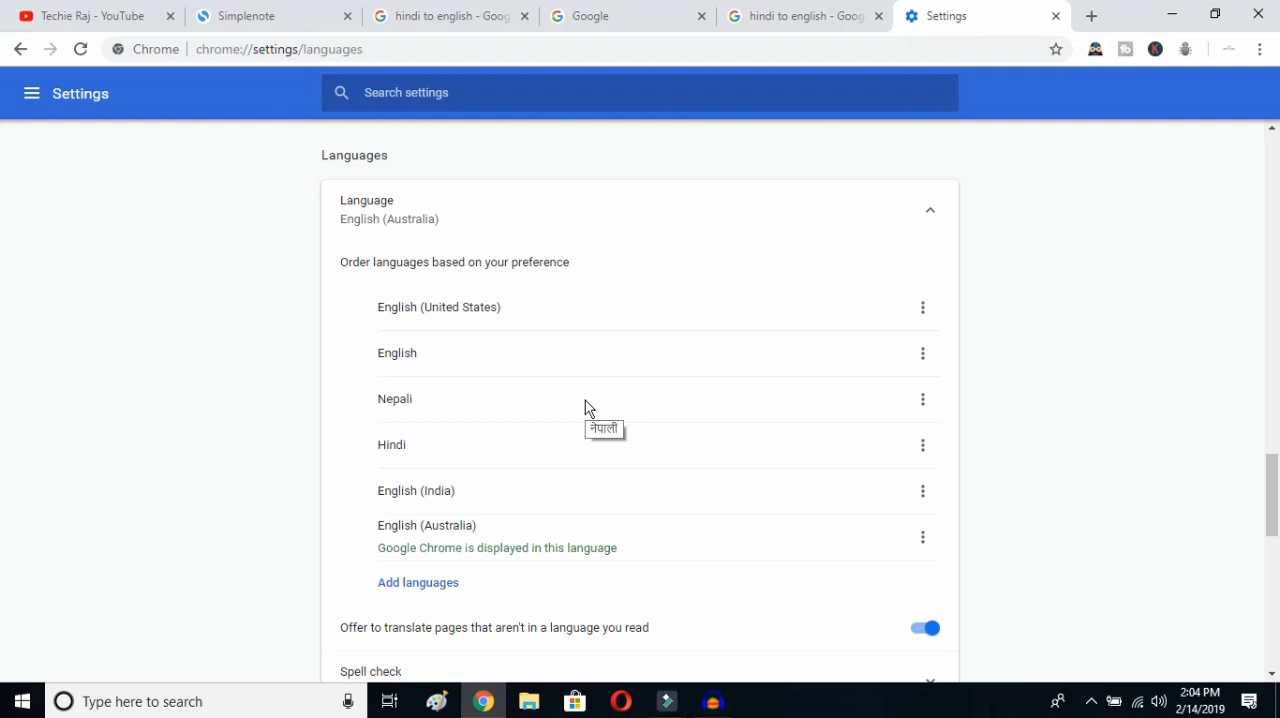 Techie Raj - YouTube
Simplenote
hindi to english - Goog
Google
hindi to english - Goog
Settings
Chrome
chrome://settings/languages
Settings
Search settings
Languages
Language
English (Australia)
Order languages based on your preference
English (United States)
English
Nepali
नेपाली
Hindi
English (India)
English (Australia)
Google Chrome is displayed in this language
Add languages
Offer to translate pages that aren't in a language you read
Spell check
Type here to search
2:04 PM
2/14/2019